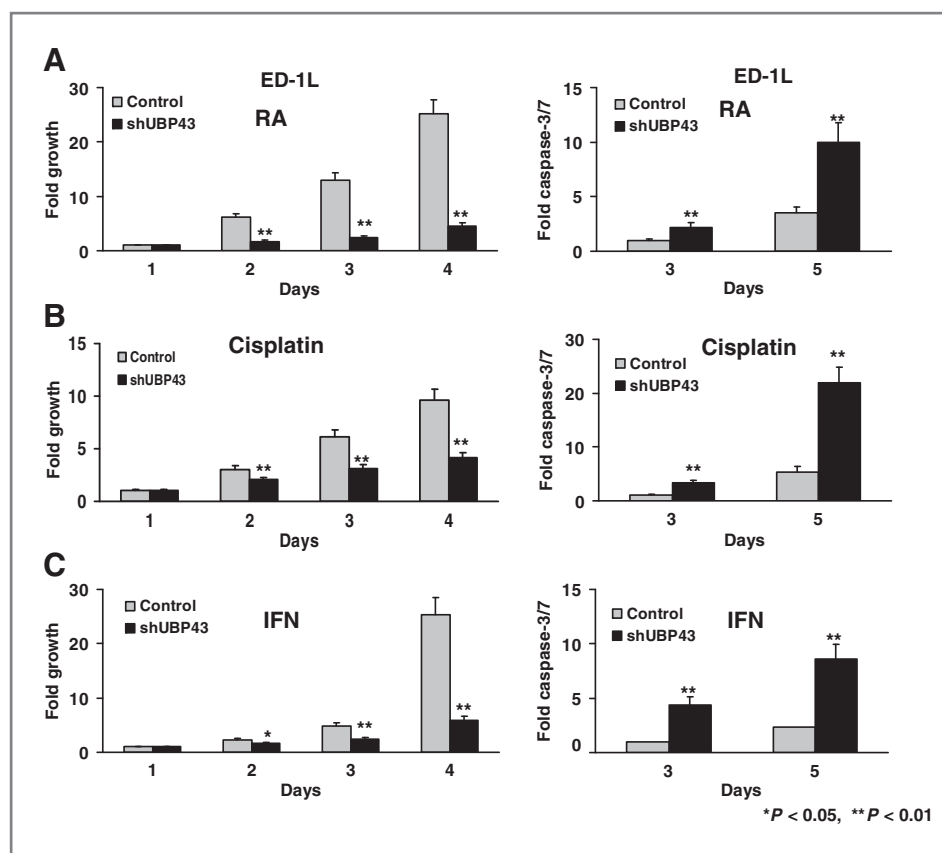 A
ED-1L
RA
Control
shUBP43
Fold growth
30
20
10
0
**
**
**
1 2 3 4
Days
ED-1L
RA
Control
shUBP43
Fold caspase-3/7
15
10
5
0
**
**
3 5
Days
B
Cisplatin
Control
shUBP43
Fold growth
15
10
5
0
**
**
**
1 2 3 4
Days
Cisplatin
Control
shUBP43
Fold caspase-3/7
30
20
10
0
**
**
3 5
Days
C
IFN
Control
shUBP43
Fold growth
30
20
10
0
*
**
**
1 2 3 4
Days
IFN
Control
shUBP43
Fold caspase-3/7
15
10
5
0
**
**
3 5
Days
*P < 0.05, **P < 0.01